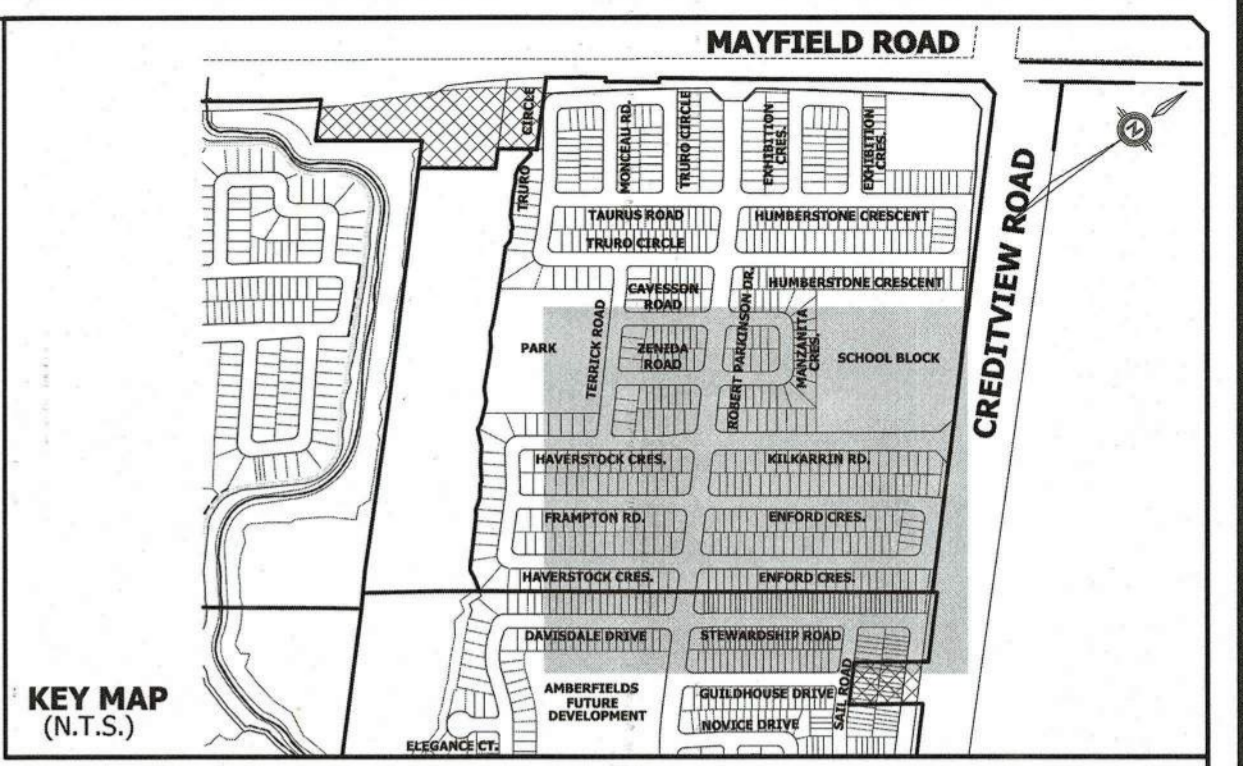 MAYFIELD ROAD
CIRCLE
TRURO
MONCEAU RD.
TRURO CIRCLE
EXHIBITION
CRES.
EXHIBITION
CRES.
N
TAURUS ROAD
HUMBERSTONE CRESCENT
TRURO CIRCLE
CREDITVIEW ROAD
CAVESSON
ROAD
HUMBERSTONE CRESCENT
TERRICK ROAD
ROBERT PARKINSON DR.
MANZANITA
CRES.
PARK
ZENIDA
ROAD
SCHOOL BLOCK
HAVERSTOCK CRES.
KILKARRIN RD.
FRAMPTON RD.
ENFORD CRES.
HAVERSTOCK CRES.
ENFORD CRES.
DAVISDALE DRIVE
STEWARDSHIP ROAD
SAIL ROAD
KEY MAP
(N.T.S.)
AMBERFIELDS
FUTURE
DEVELOPMENT
GUILDHOUSE DRIVE
NOVICE DRIVE
ELEGANCE CT.